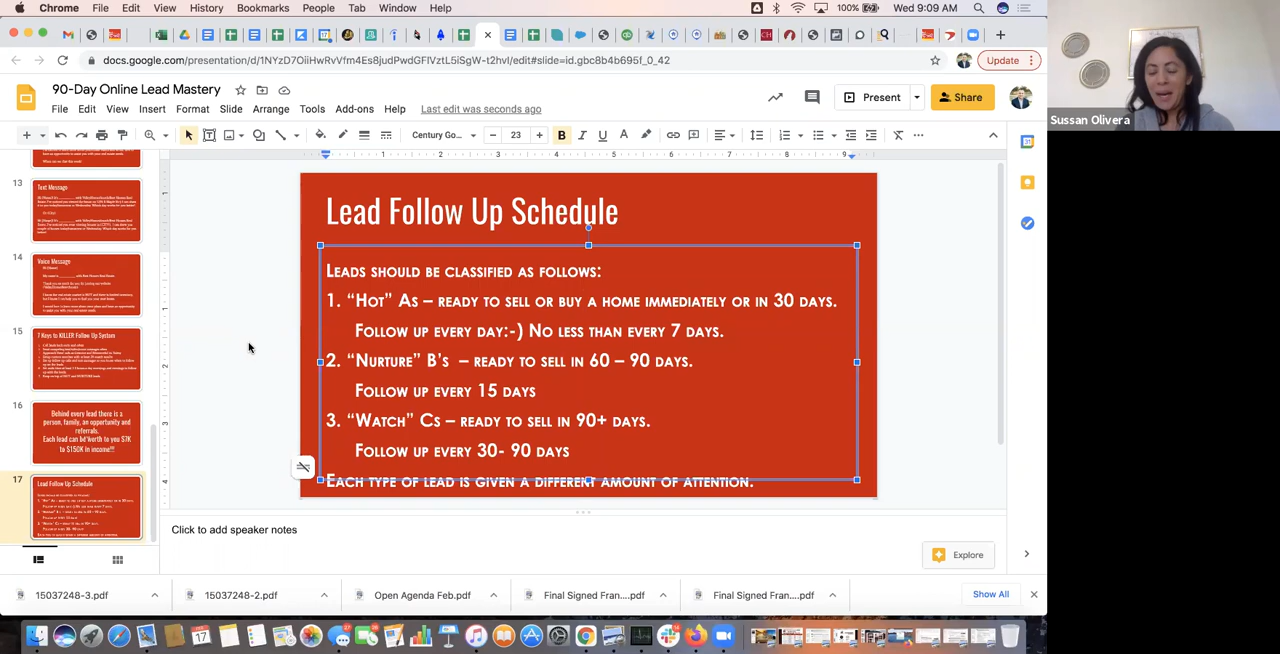 Chrome File Edit View History Bookmarks People Tab Window Help
100% Wed 9:09 AM
docs.google.com/presentation/d/1NYzD7OiiHwRvVfm4Es8judPwdGFIVztL5iSgW-t2hvI/edit#slide=id.gbc8b4b695f_0_42
Update
90-Day Online Lead Mastery
File Edit View Insert Format Slide Arrange Tools Add-ons Help Last edit was seconds ago
Present
Share
Century Go... 23 B I U A
1 2 3 4 5 6 7 8 9
13
Text Message
14
Voice Message
15
7 Keys to KILLER Follow Up System
16
Behind every lead there is a
person, family, an opportunity and
referrals.
Each lead can be worth to you $7K
to $150K In income!!!
17
Lead Follow Up Schedule
Lead Follow Up Schedule
Leads should be classified as follows:
1. “Hot” As – ready to sell or buy a home immediately or in 30 days.
Follow up every day:-) No less than every 7 days.
2. “Nurture” B’s – ready to sell in 60 – 90 days.
Follow up every 15 days
3. “Watch” Cs – ready to sell in 90+ days.
Follow up every 30- 90 days
Each type of lead is given a different amount of attention.
Click to add speaker notes
Explore
15037248-3.pdf
15037248-2.pdf
Open Agenda Feb.pdf
Final Signed Fran....pdf
Final Signed Fran....pdf
Show All
Sussan Olivera